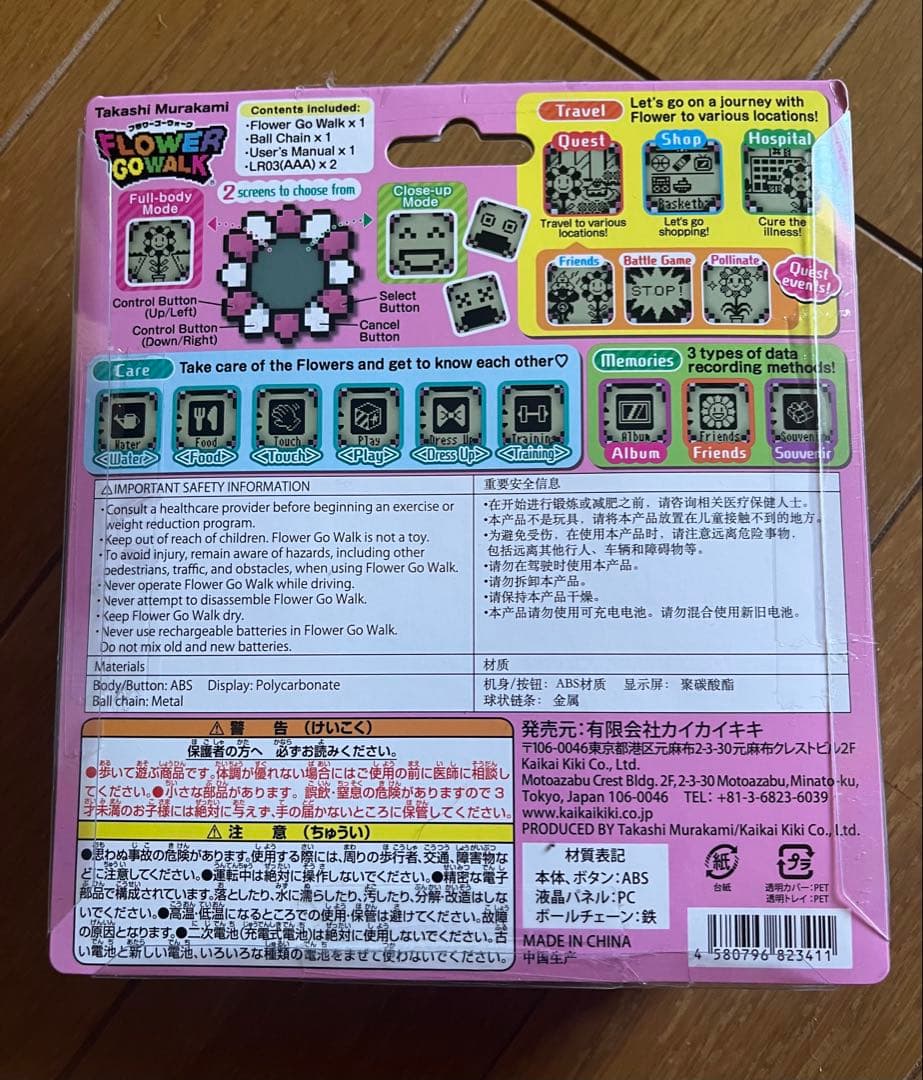 Takashi Murakami
フラワーゴーウォーク
FLOWER
GO WALK
Contents included:
・Flower Go Walk x 1
・Ball Chain x 1
・User's Manual x 1
・LR03(AAA) x 2
Full-body
Mode
2 screens to choose from
Close-up
Mode
Control Button
(Up/Left)
Control Button
(Down/Right)
Select
Button
Cancel
Button
Travel
Let's go on a journey with
Flower to various locations!
Quest
Travel to various
locations!
Shop
Basketba
Let's go
shopping!
Hospital
Cure the
illness!
Friends
Battle Game
STOP!
Pollinate
Quest
events!
Care
Take care of the Flowers and get to know each other♡
Water
Food
Touch
Play
Dress Up
Training
<Water>
<Food>
<Touch>
<Play>
<Dress Up>
<Training>
Memories
3 types of data
recording methods!
Album
Friends
Souvenir
Album
Friends
Souvenir
⚠IMPORTANT SAFETY INFORMATION
・Consult a healthcare provider before beginning an exercise or
weight reduction program.
・Keep out of reach of children. Flower Go Walk is not a toy.
・To avoid injury, remain aware of hazards, including other
pedestrians, traffic, and obstacles, when using Flower Go Walk.
・Never operate Flower Go Walk while driving.
・Never attempt to disassemble Flower Go Walk.
・Keep Flower Go Walk dry.
・Never use rechargeable batteries in Flower Go Walk.
Do not mix old and new batteries.
重要安全信息
・在开始进行锻炼或减肥之前，请咨询相关医疗保健人士。
・本产品不是玩具，请将本产品放置在儿童接触不到的地方。
・为避免受伤，在使用本产品时，请注意远离危险事物，
包括远离其他行人、车辆和障碍物等。
・请勿在驾驶时使用本产品。
・请勿拆卸本产品。
・请保持本产品干燥。
・本产品请勿使用可充电电池。请勿混合使用新旧电池。
Materials
Body/Button: ABS Display: Polycarbonate
Ball chain: Metal
材质
机身/按钮：ABS材质 显示屏：聚碳酸酯
球状链条：金属
⚠警 告（けいこく）
保護者の方へ 必ずお読みください。
●歩いて遊ぶ商品です。体調が優れない場合にはご使用の前に医師に相談し
てください。●小さな部品があります。誤飲・窒息の危険がありますので3
才未満のお子様には絶対に与えず、手の届かないところに保管してください。
⚠注 意（ちゅうい）
●思わぬ事故の危険があります。使用する際には、周りの歩行者、交通、障害物な
どに注意してください。●運転中は絶対に操作しないでください。●精密な電子
部品で構成されています。落としたり、水に濡らしたり、汚したり、分解・改造はしな
いでください。●高温・低温になるところでの使用・保管は避けてください。故障
の原因となります。●二次電池(充電式電池)は絶対に使用しないでください。古
い電池と新しい電池、いろいろな種類の電池をまぜて使わないでください。
発売元:有限会社カイカイキキ
〒106-0046東京都港区元麻布2-3-30元麻布クレストビル2F
Kaikai Kiki Co., Ltd.
Motoazabu Crest Bldg. 2F, 2-3-30 Motoazabu, Minato-ku,
Tokyo, Japan 106-0046 TEL: +81-3-6823-6039
www.kaikaikiki.co.jp
PRODUCED BY Takashi Murakami/Kaikai Kiki Co., Ltd.
材質表記
本体、ボタン:ABS
液晶パネル:PC
ボールチェーン:鉄
MADE IN CHINA
中国生产
紙
台紙
プラ
透明カバー:PET
透明トレイ:PET
4 580796 823411